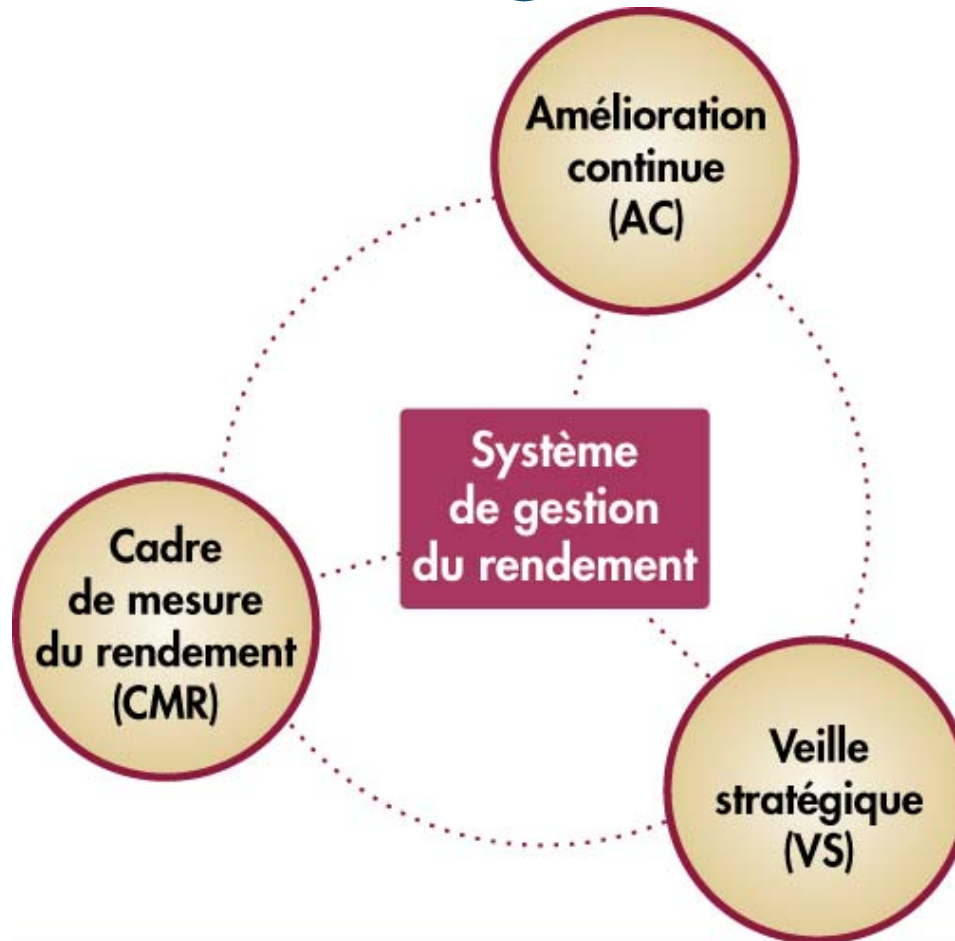 Amélioration
continue
(AC)
Système
de gestion
du rendement
Cadre
de mesure
du rendement
(CMR)
Veille
stratégique
(VS)